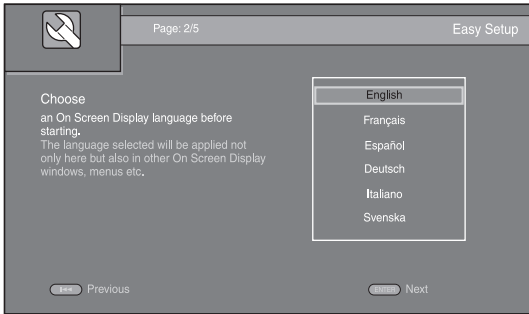 Page: 2/5
Easy Setup
Choose
an On Screen Display language before
starting.
The language selected will be applied not
only here but also in other On Screen Display
windows, menus etc.
English
Français
Español
Deutsch
Italiano
Svenska
Previous
ENTER Next